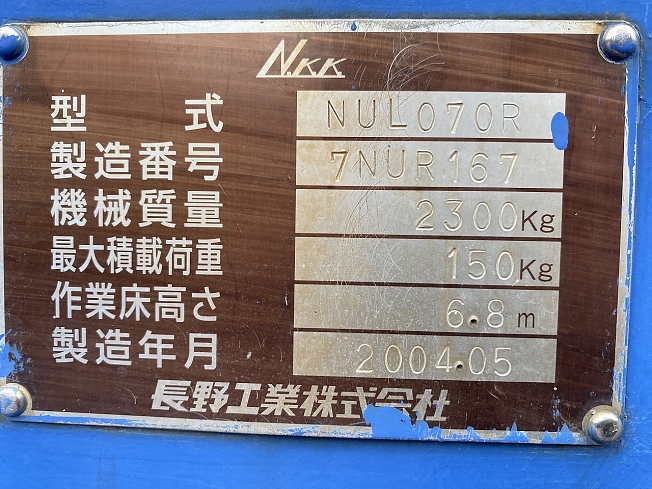 N.K.K.
型式 NUL070R
製造番号 7NUR167
機械質量 2300Kg
最大積載荷重 150Kg
作業床高さ 6.8m
製造年月 2004.05
長野工業株式会社